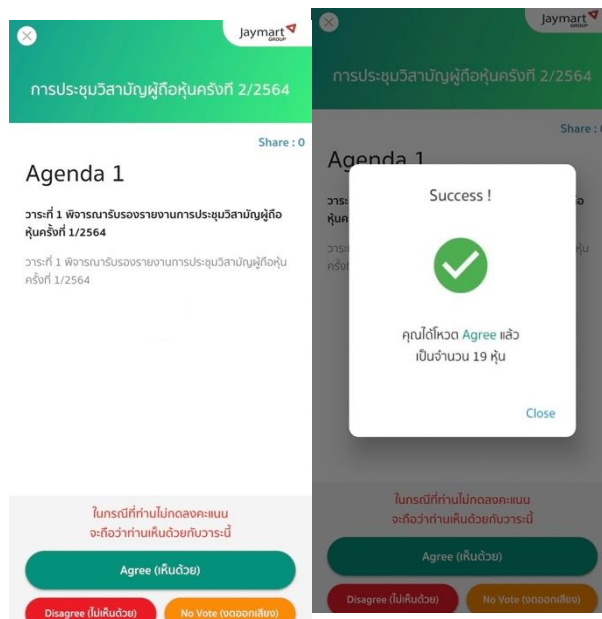 Jaymart
GROUP
การประชุมวิสามัญผู้ถือหุ้นครั้งที่ 2/2564
Share : 0
Agenda 1
วาระที่ 1 พิจารณารับรองรายงานการประชุมวิสามัญผู้ถือ
หุ้นครั้งที่ 1/2564
วาระที่ 1 พิจารณารับรองรายงานการประชุมวิสามัญผู้ถือหุ้น
ครั้งที่ 1/2564
ในกรณีที่ท่านไม่กดลงคะแนน
จะถือว่าท่านเห็นด้วยกับวาระนี้
Agree (เห็นด้วย)
Disagree (ไม่เห็นด้วย)
No Vote (งดออกเสียง)
Jaymart
GROUP
การประชุมวิสามัญผู้ถือหุ้นครั้งที่ 2/2564
Share :
Agenda 1
Success !
คุณได้โหวต Agree แล้ว
เป็นจำนวน 19 หุ้น
Close
ในกรณีที่ท่านไม่กดลงคะแนน
จะถือว่าท่านเห็นด้วยกับวาระนี้
Agree (เห็นด้วย)
Disagree (ไม่เห็นด้วย)
No Vote (งดออกเสียง)